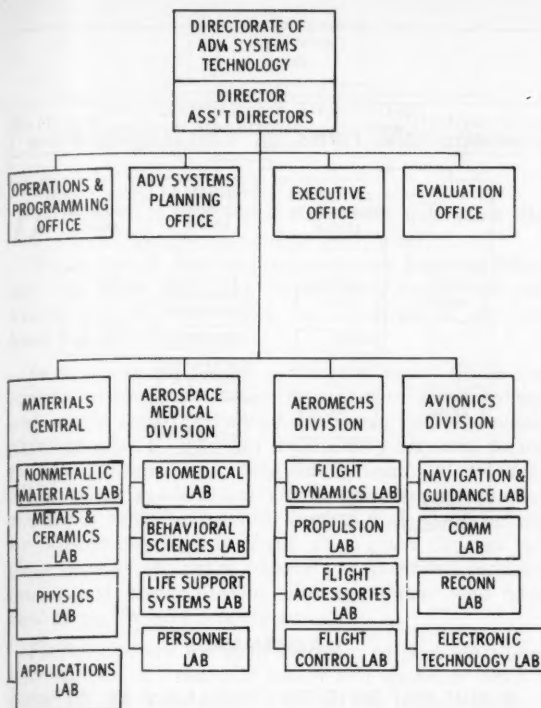 DIRECTORATE OF
ADV. SYSTEMS
TECHNOLOGY
DIRECTOR
ASS'T DIRECTORS
OPERATIONS &
PROGRAMMING
OFFICE
ADV SYSTEMS
PLANNING
OFFICE
EXECUTIVE
OFFICE
EVALUATION
OFFICE
MATERIALS
CENTRAL
AEROSPACE
MEDICAL
DIVISION
AEROMECHS
DIVISION
AVIONICS
DIVISION
NONMETALLIC
MATERIALS LAB
METALS &
CERAMICS
LAB
PHYSICS
LAB
APPLICATIONS
LAB
BIOMEDICAL
LAB
BEHAVIORAL
SCIENCES LAB
LIFE SUPPORT
SYSTEMS LAB
PERSONNEL
LAB
FLIGHT
DYNAMICS LAB
PROPULSION
LAB
FLIGHT
ACCESSORIES
LAB
FLIGHT
CONTROL LAB
NAVIGATION &
GUIDANCE LAB
COMM
LAB
RECONN
LAB
ELECTRONIC
TECHNOLOGY LAB